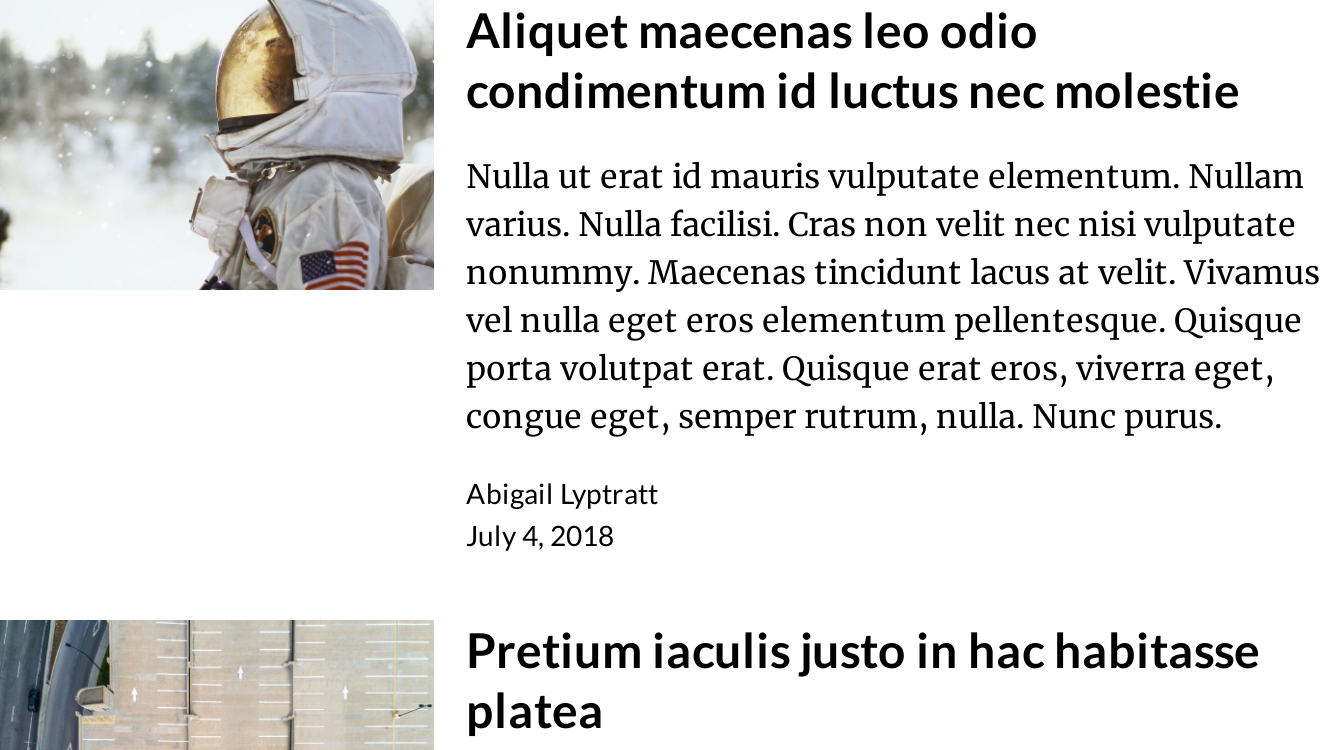 Aliquet maecenas leo odio
condimentum id luctus nec molestie
Nulla ut erat id mauris vulputate elementum. Nullam
varius. Nulla facilisi. Cras non velit nec nisi vulputate
nonummy. Maecenas tincidunt lacus at velit. Vivamus
vel nulla eget eros elementum pellentesque. Quisque
porta volutpat erat. Quisque erat eros, viverra eget,
congue eget, semper rutrum, nulla. Nunc purus.
Abigail Lyptratt
July 4, 2018
Pretium iaculis justo in hac habitasse
platea